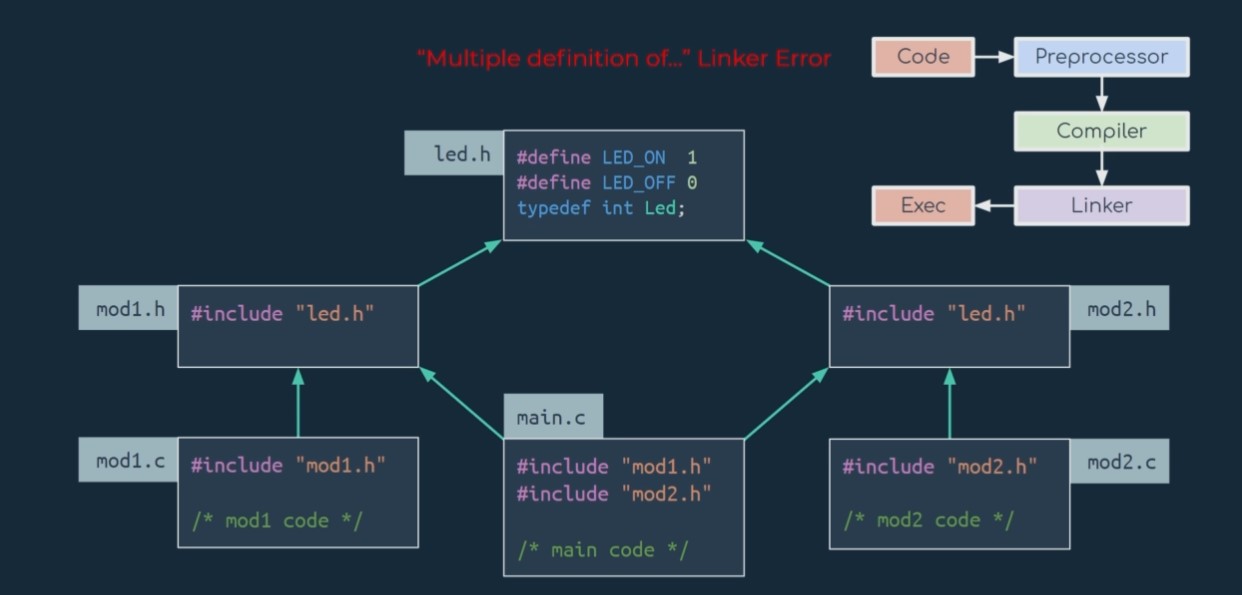 “Multiple definition of...” Linker Error
Code
Preprocessor
Compiler
Exec
Linker
led.h
#define LED_ON  1
#define LED_OFF 0
typedef int Led;
mod1.h
#include "led.h"
#include "led.h"
mod2.h
main.c
mod1.c
#include "mod1.h"
/* mod1 code */
#include "mod1.h"
#include "mod2.h"
/* main code */
#include "mod2.h"
/* mod2 code */
mod2.c